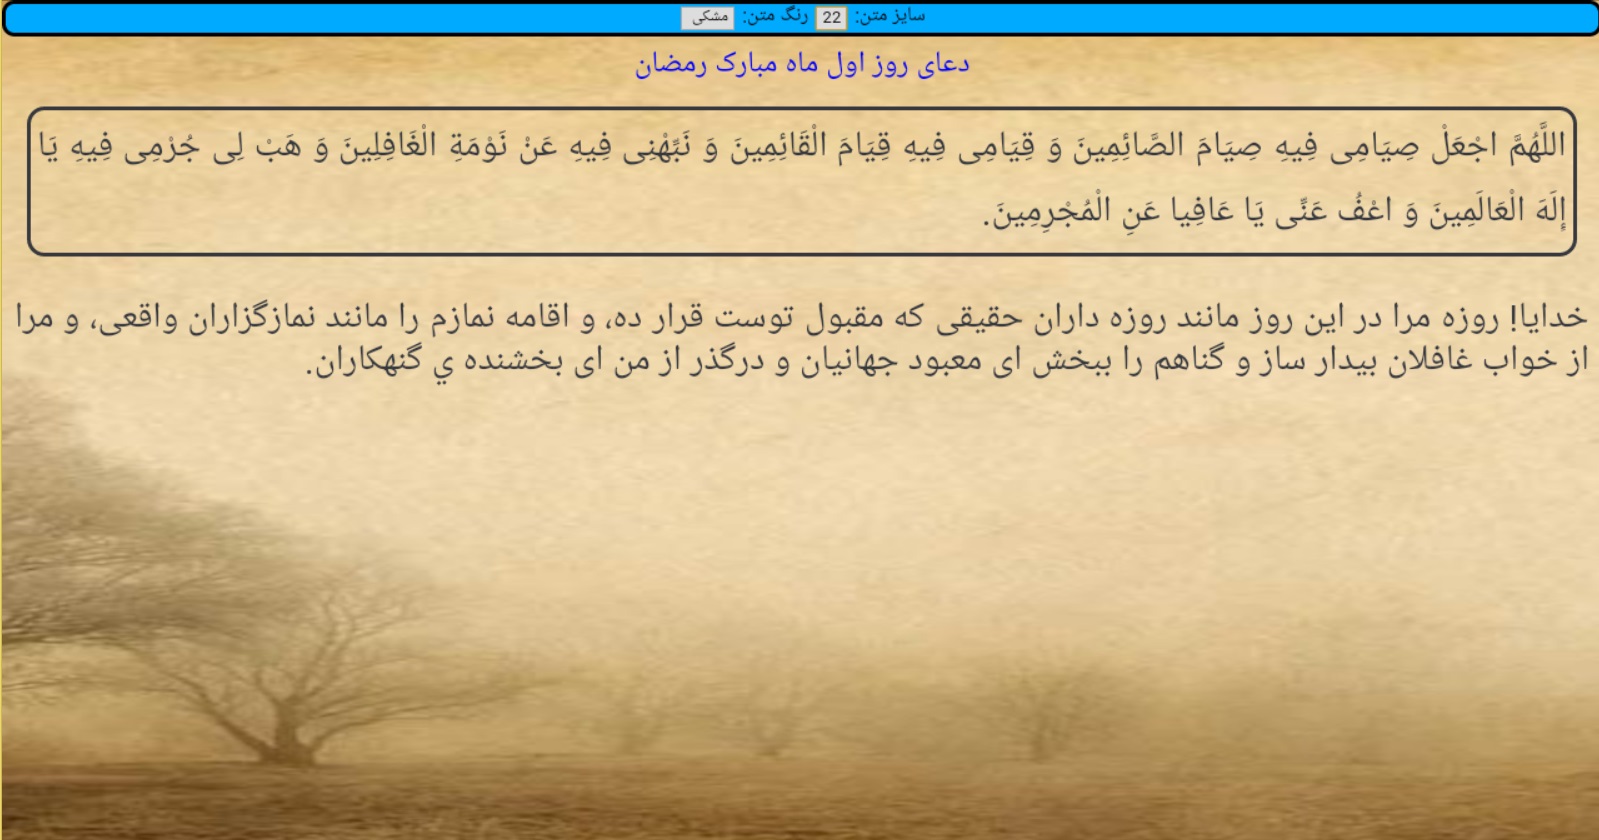 سایز متن: 22 رنگ متن: مشکی
دعای روز اول ماه مبارک رمضان
اللَّهُمَّ اجْعَلْ صِيَامِی فِيهِ صِيَامَ الصَّائِمِينَ وَ قِيَامِی فِيهِ قِيَامَ الْقَائِمِينَ وَ نَبِّهْنِی فِيهِ عَنْ نَوْمَةِ الْغَافِلِينَ وَ هَبْ لِی جُرْمِی فِيهِ يَا
إِلَهَ الْعَالَمِينَ وَ اعْفُ عَنِّی يَا عَافِيا عَنِ الْمُجْرِمِينَ.
خدایا! روزه مرا در این روز مانند روزه داران حقیقی که مقبول توست قرار ده، و اقامه نمازم را مانند نمازگزاران واقعی، و مرا
از خواب غافلان بیدار ساز و گناهم را ببخش ای معبود جهانیان و درگذر از من ای بخشنده ي گنهکاران.